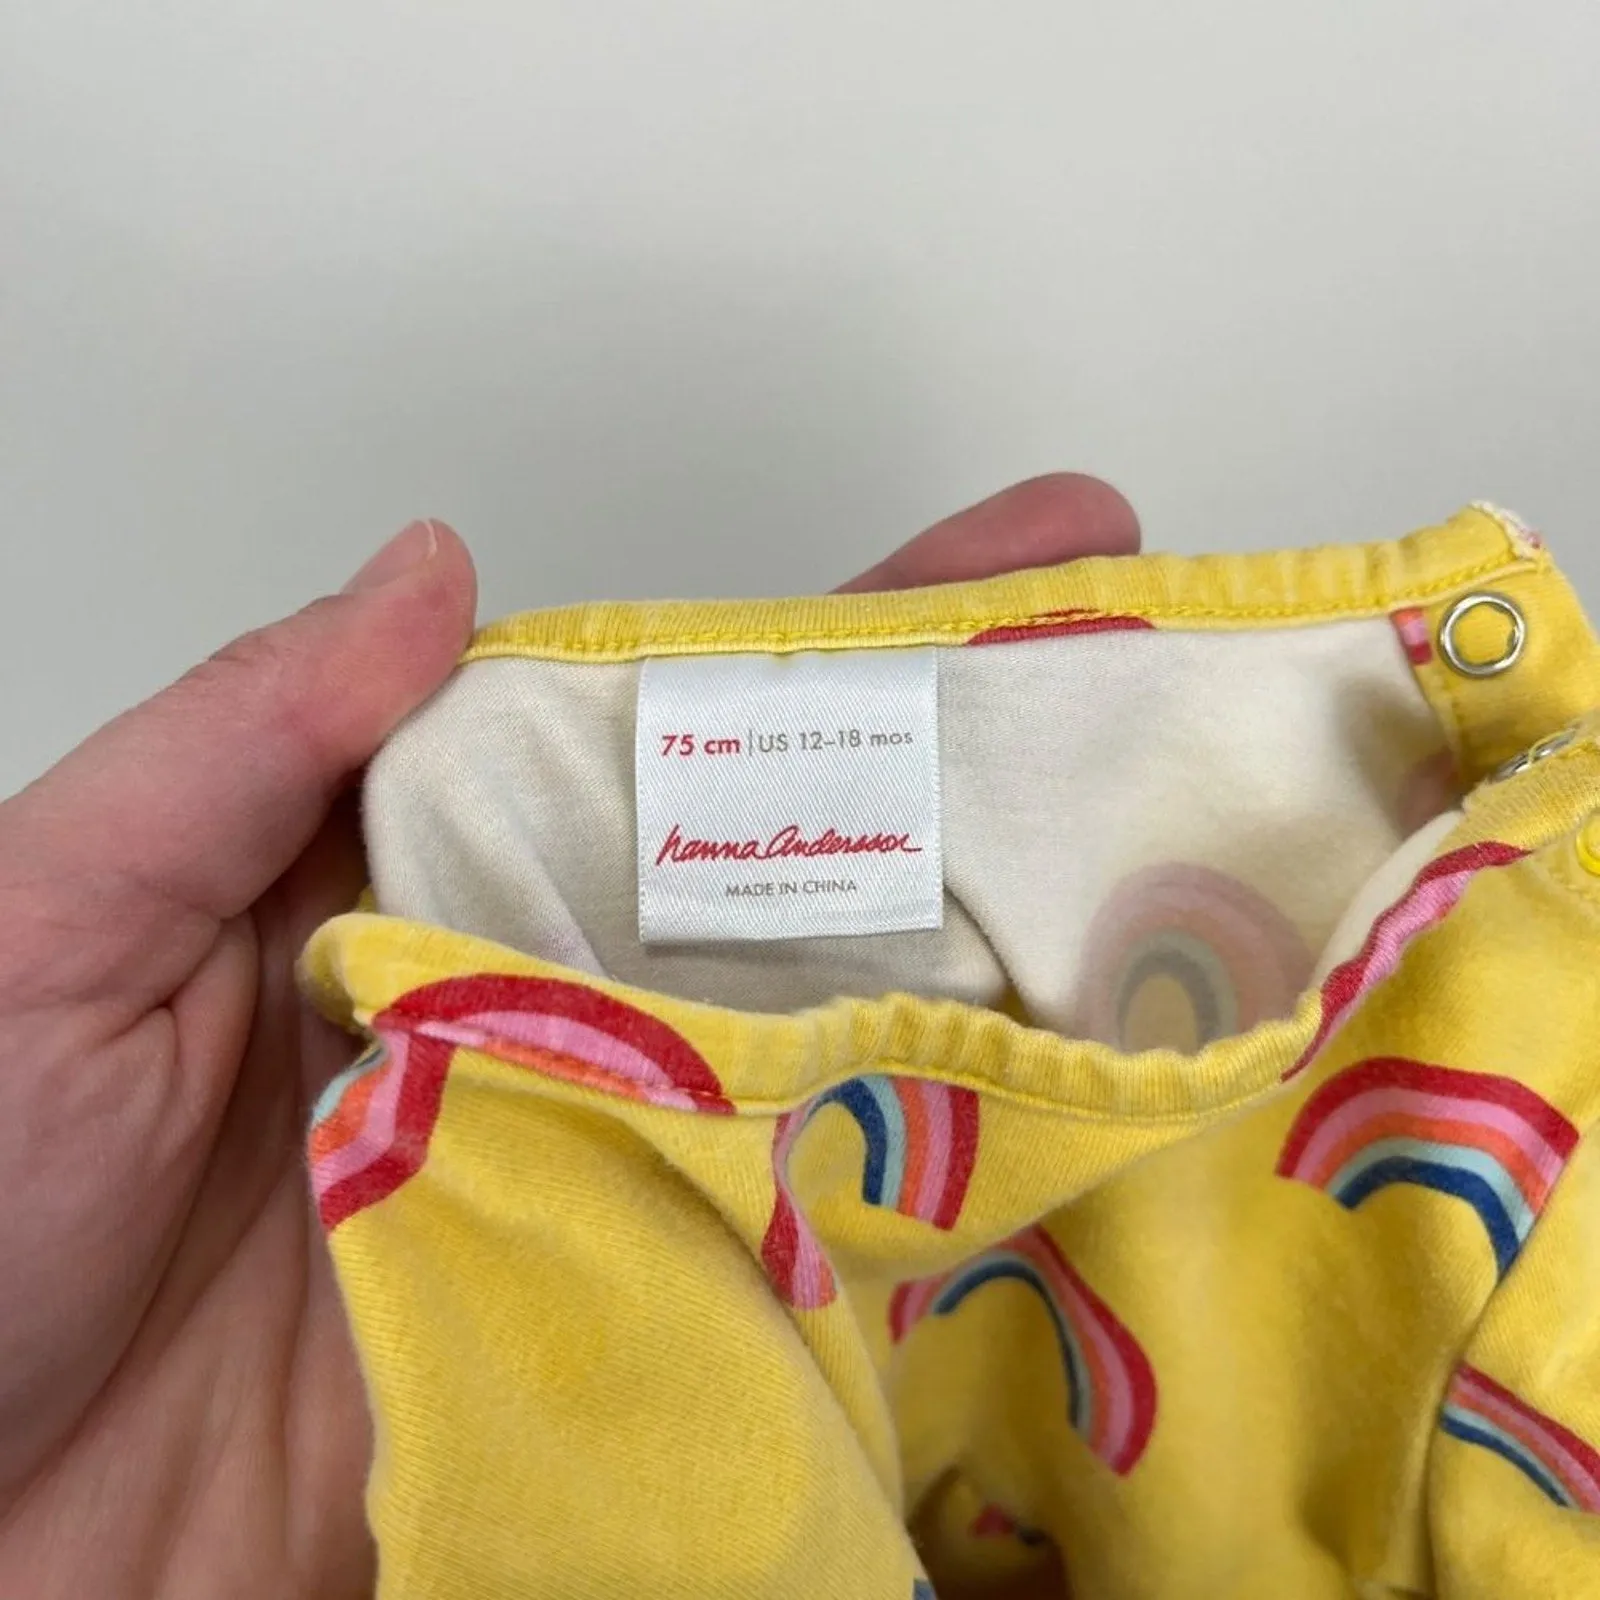 75 cm | US 12-18 mos
hanna Andersson
MADE IN CHINA